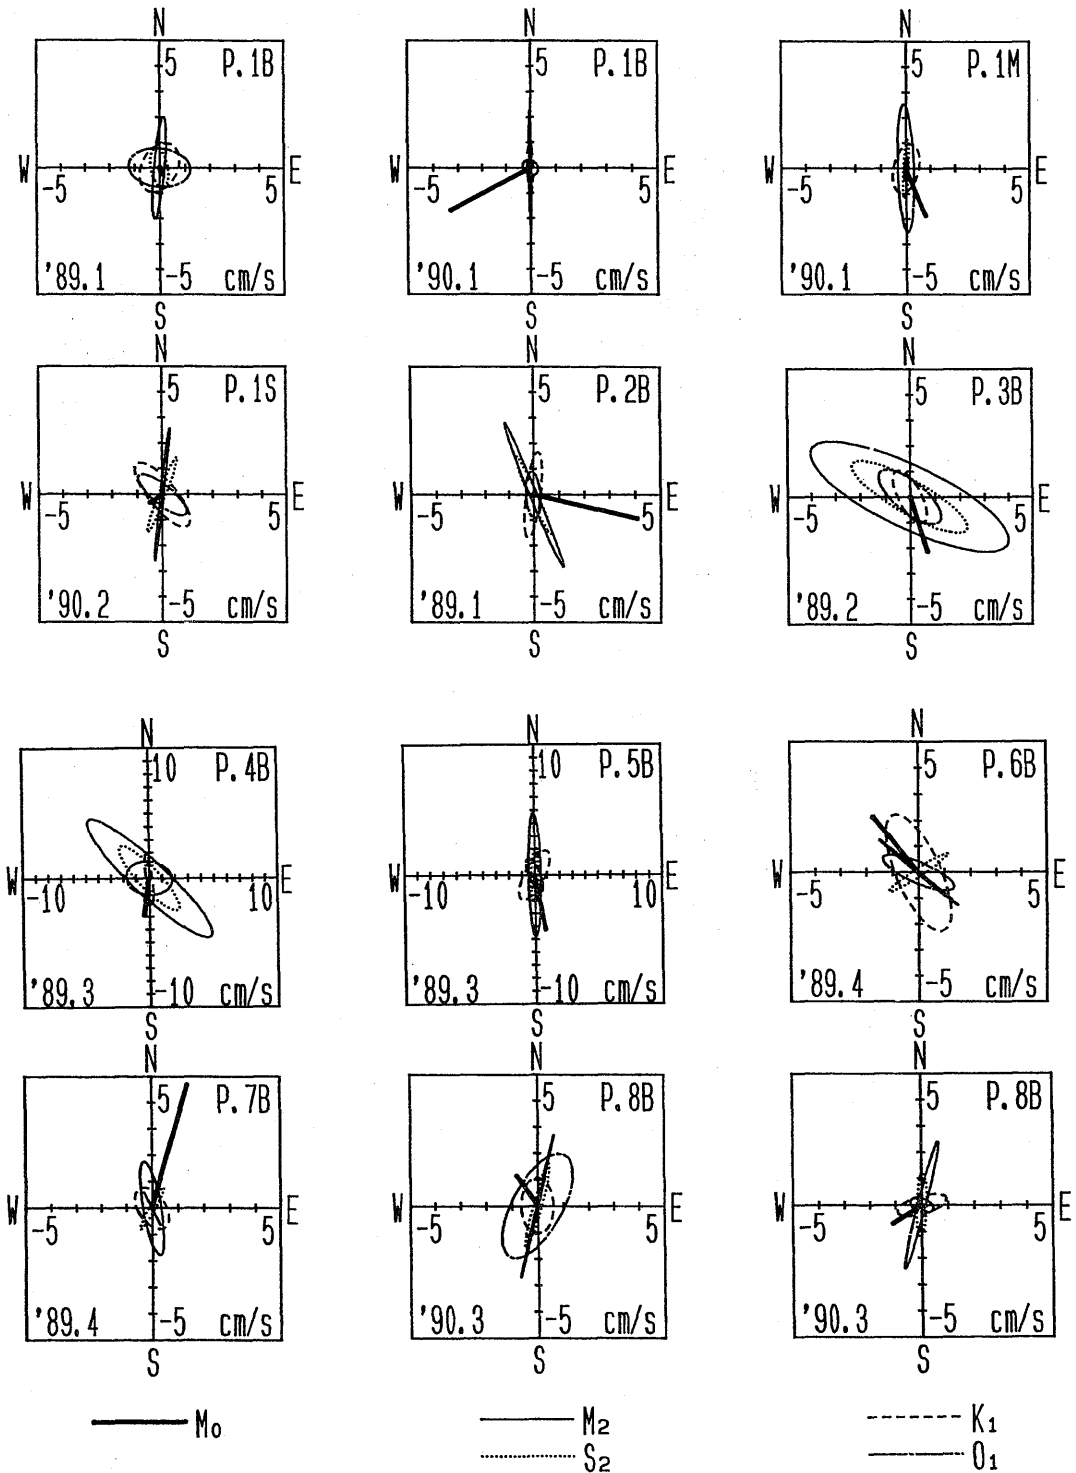 N N N
5 P.1B 5 P.1B 5 P.1M
W E W E W E
-5 5 -5 5 -5 5
'89.1 -5 cm/s '90.1 -5 cm/s '90.1 -5 cm/s
S S S
N N N
5 P.1S 5 P.2B 5 P.3B
W E W E W E
-5 5 -5 5 -5 5
'90.2 -5 cm/s '89.1 -5 cm/s '89.2 -5 cm/s
S S S
N N N
10 P.4B 10 P.5B 5 P.6B
W E W E W E
-10 10 -10 10 -5 5
'89.3 -10 cm/s '89.3 -10 cm/s '89.4 -5 cm/s
S S S
N N N
5 P.7B 5 P.8B 5 P.8B
W E W E W E
-5 5 -5 5 -5 5
'89.4 -5 cm/s '90.3 -5 cm/s '90.3 -5 cm/s
S S S
M0 M2 K1
S2 O1